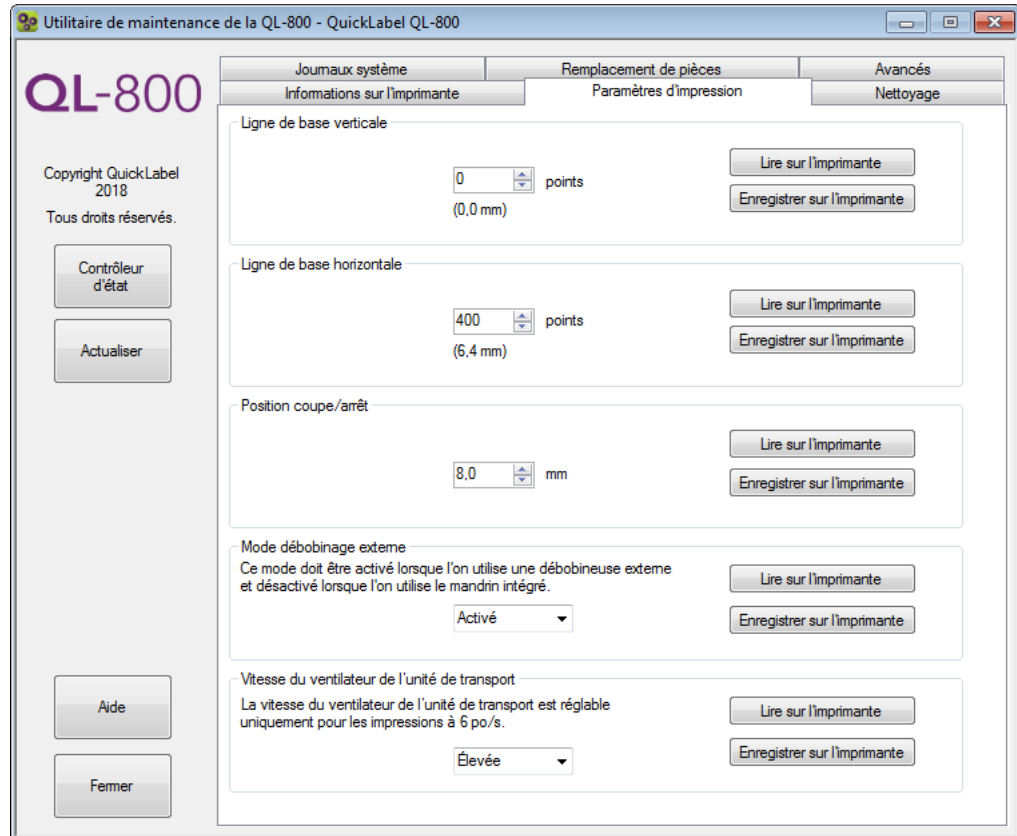 Utilitaire de maintenance de la QL-800 - QuickLabel QL-800
QL-800
Copyright QuickLabel
2018
Tous droits réservés.
Contrôleur
d'état
Actualiser
Aide
Fermer
Journaux système
Remplacement de pièces
Avancés
Informations sur l'imprimante
Paramètres d'impression
Nettoyage
Ligne de base verticale
0 points
(0,0 mm)
Lire sur l'imprimante
Enregistrer sur l'imprimante
Ligne de base horizontale
400 points
(6,4 mm)
Lire sur l'imprimante
Enregistrer sur l'imprimante
Position coupe/arrêt
8,0 mm
Lire sur l'imprimante
Enregistrer sur l'imprimante
Mode débobinage externe
Ce mode doit être activé lorsque l'on utilise une débobineuse externe
et désactivé lorsque l'on utilise le mandrin intégré.
Activé
Lire sur l'imprimante
Enregistrer sur l'imprimante
Vitesse du ventilateur de l'unité de transport
La vitesse du ventilateur de l'unité de transport est réglable
uniquement pour les impressions à 6 po/s.
Élevée
Lire sur l'imprimante
Enregistrer sur l'imprimante